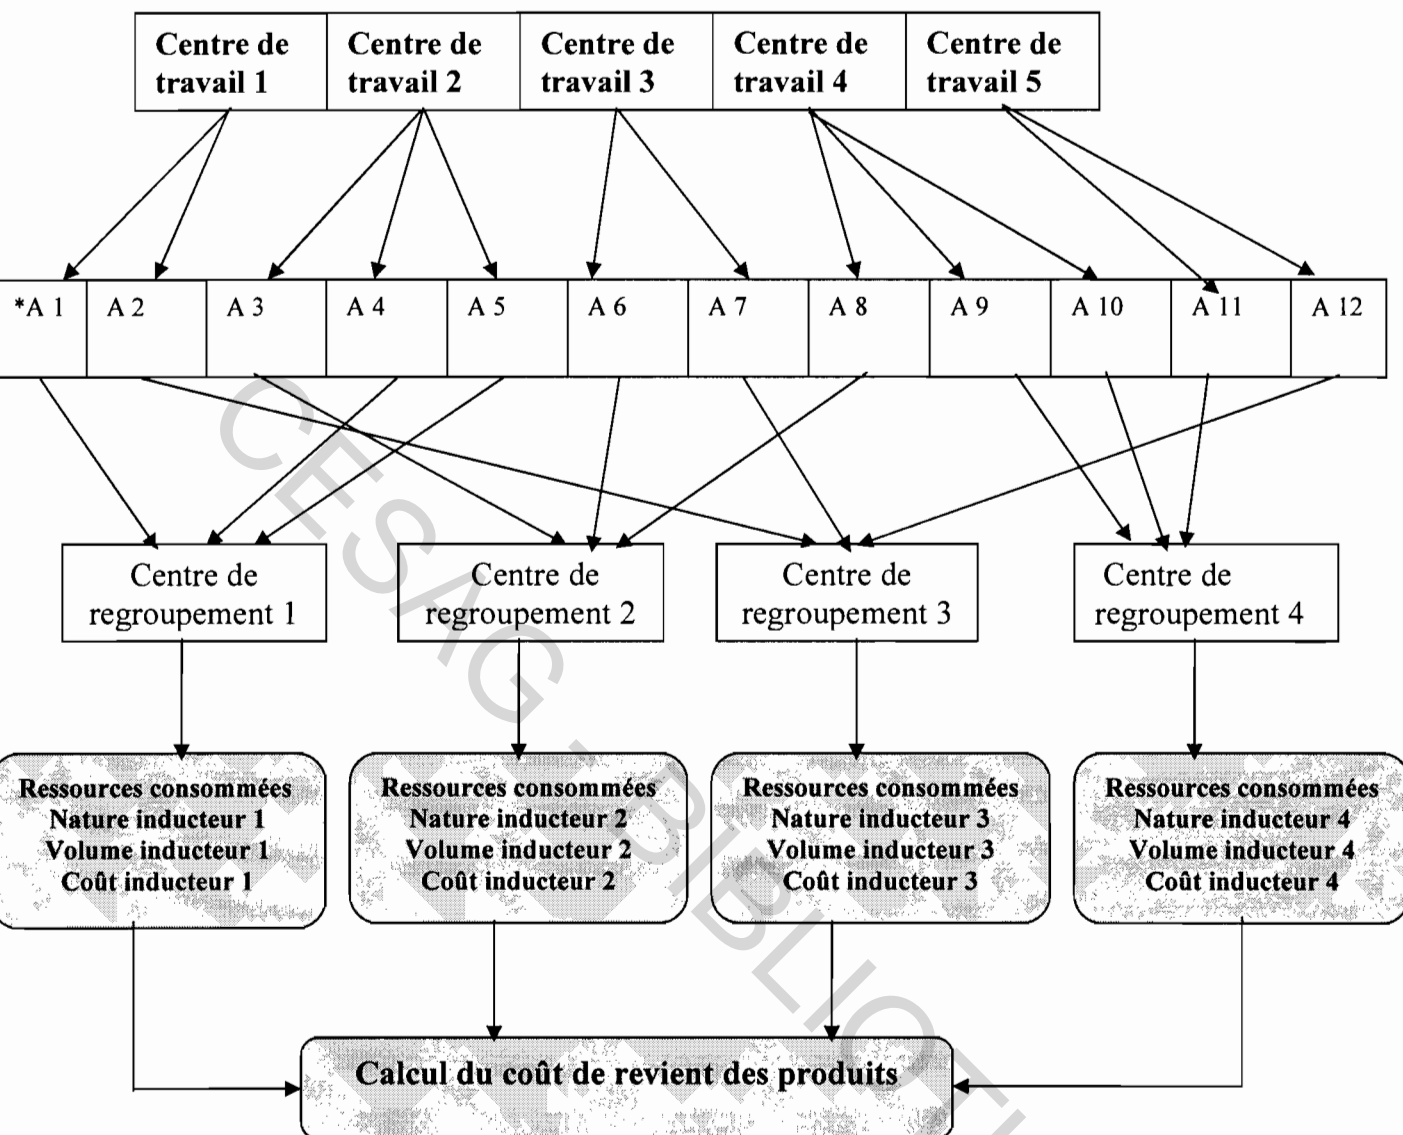 Centre de travail 1
Centre de travail 2
Centre de travail 3
Centre de travail 4
Centre de travail 5
*A 1
A 2
A 3
A 4
A 5
A 6
A 7
A 8
A 9
A 10
A 11
A 12
Centre de
regroupement 1
Centre de
regroupement 2
Centre de
regroupement 3
Centre de
regroupement 4
Ressources consommées
Nature inducteur 1
Volume inducteur 1
Coût inducteur 1
Ressources consommées
Nature inducteur 2
Volume inducteur 2
Coût inducteur 2
Ressources consommées
Nature inducteur 3
Volume inducteur 3
Coût inducteur 3
Ressources consommées
Nature inducteur 4
Volume inducteur 4
Coût inducteur 4
Calcul du coût de revient des produits
CESAG - BIBLIOT